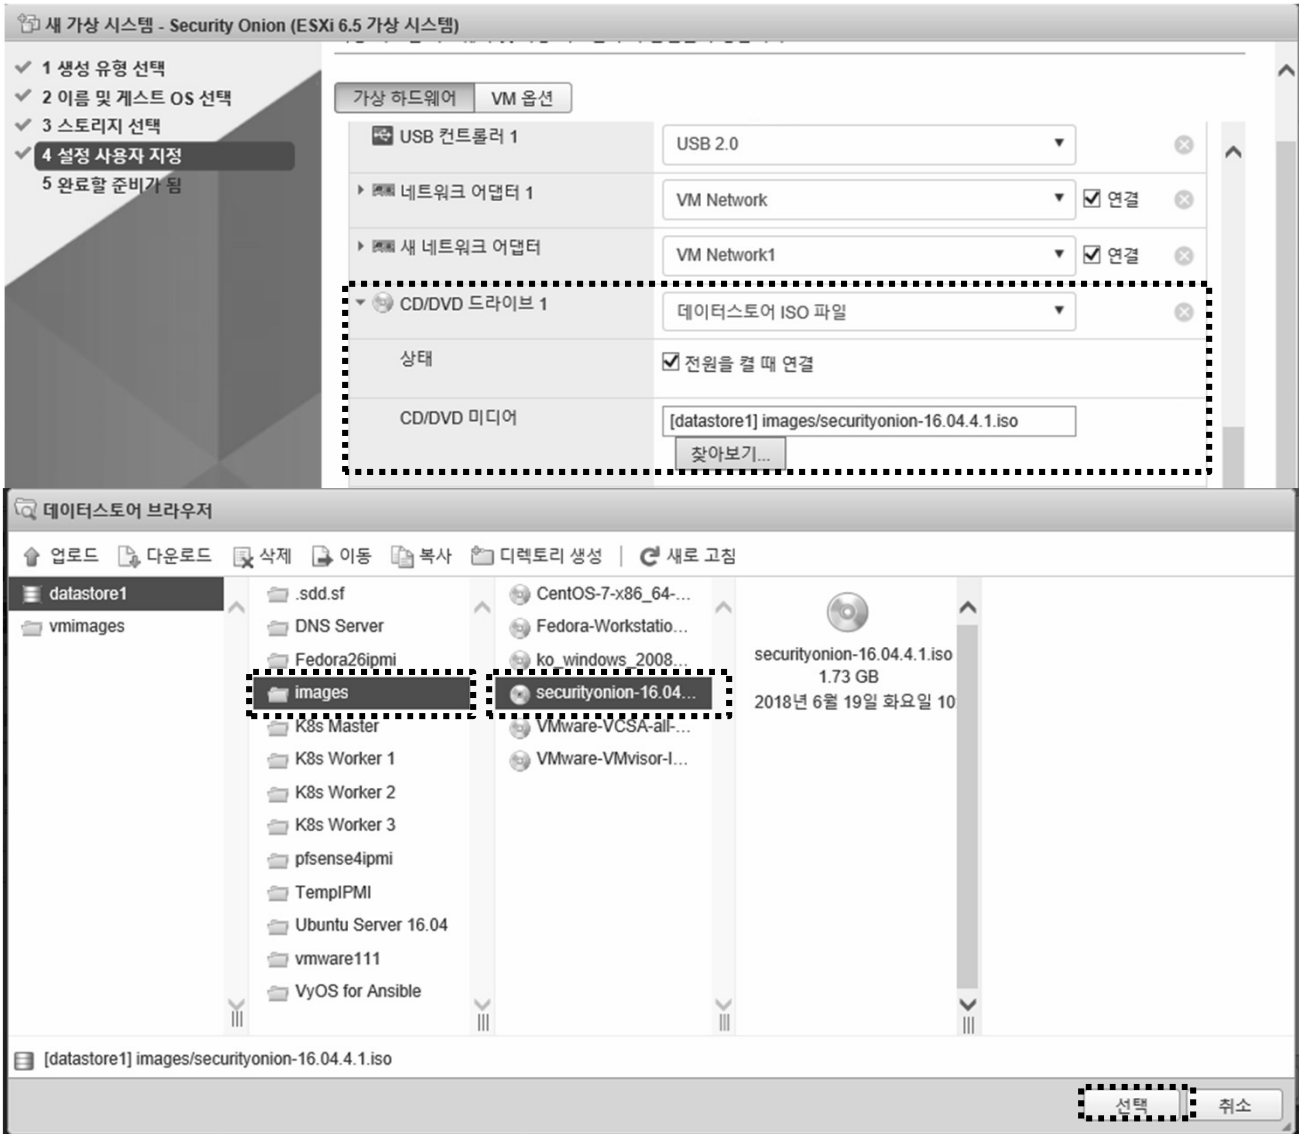 새 가상 시스템 - Security Onion (ESXi 6.5 가상 시스템)
1 생성 유형 선택
2 이름 및 게스트 OS 선택
3 스토리지 선택
4 설정 사용자 지정
5 완료할 준비가 됨
가상 하드웨어
VM 옵션
USB 컨트롤러 1
USB 2.0
네트워크 어댑터 1
VM Network
연결
새 네트워크 어댑터
VM Network1
연결
CD/DVD 드라이브 1
데이터스토어 ISO 파일
상태
전원을 켤 때 연결
CD/DVD 미디어
[datastore1] images/securityonion-16.04.4.1.iso
찾아보기...
데이터스토어 브라우저
업로드 다운로드 삭제 이동 복사 디렉토리 생성 | 새로 고침
datastore1
vmimages
.sdd.sf
DNS Server
Fedora26ipmi
images
K8s Master
K8s Worker 1
K8s Worker 2
K8s Worker 3
pfsense4ipmi
TempIPMI
Ubuntu Server 16.04
vmware111
VyOS for Ansible
CentOS-7-x86_64-...
Fedora-Workstatio...
ko_windows_2008...
securityonion-16.04...
VMware-VCSA-all-...
VMware-VMvisor-I...
securityonion-16.04.4.1.iso
1.73 GB
2018년 6월 19일 화요일 10
[datastore1] images/securityonion-16.04.4.1.iso
선택
취소